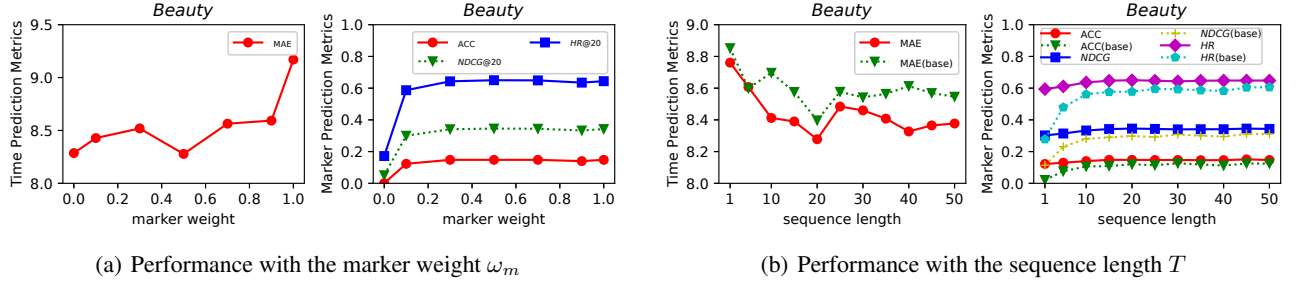 Beauty
9.5
9.0
8.5
8.0
Time Prediction Metrics
MAE
0.0 0.2 0.4 0.6 0.8 1.0
marker weight
Beauty
1.0
0.8
0.6
0.4
0.2
0.0
Marker Prediction Metrics
ACC
NDCG@20
HR@20
0.0 0.2 0.4 0.6 0.8 1.0
marker weight
(a) Performance with the marker weight ωm
Beauty
9.0
8.8
8.6
8.4
8.2
8.0
Time Prediction Metrics
MAE
MAE(base)
1 10 20 30 40 50
sequence length
Beauty
1.0
0.8
0.6
0.4
0.2
0.0
Marker Prediction Metrics
ACC
ACC(base)
NDCG
NDCG(base)
HR
HR(base)
1 10 20 30 40 50
sequence length
(b) Performance with the sequence length T